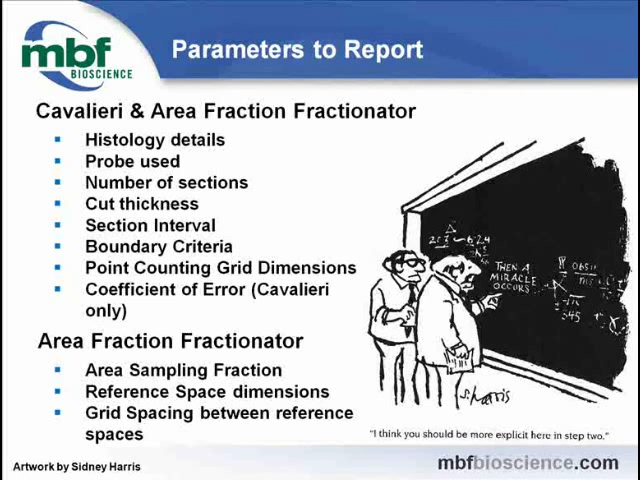 mbf
BIOSCIENCE
Parameters to Report
Cavalieri & Area Fraction Fractionator
Histology details
Probe used
Number of sections
Cut thickness
Section Interval
Boundary Criteria
Point Counting Grid Dimensions
Coefficient of Error (Cavalieri
only)
Area Fraction Fractionator
Area Sampling Fraction
Reference Space dimensions
Grid Spacing between reference
spaces
THEN A
MIRACLE
OCCURS
S. Harris
"I think you should be more explicit here in step two."
Artwork by Sidney Harris
mbfbioscience.com